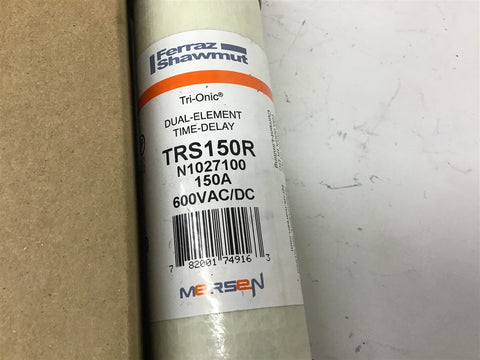 Ferraz
Shawmut
Tri-Onic®
DUAL-ELEMENT
TIME-DELAY
TRS150R
N1027100
150A
600VAC/DC
7 82001 74916 3
MERSEN